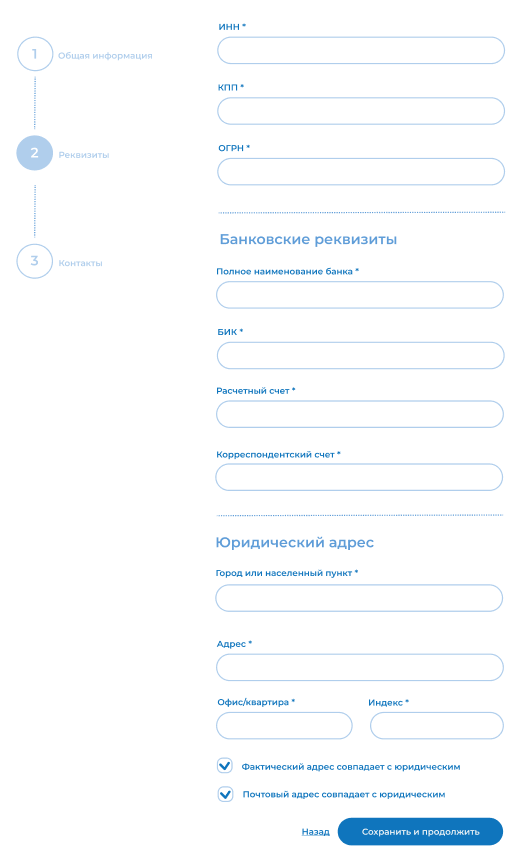 1
Общая информация
2
Реквизиты
3
Контакты
ИНН *
КПП *
ОГРН *
Банковские реквизиты
Полное наименование банка *
БИК *
Расчетный счет *
Корреспондентский счет *
Юридический адрес
Город или населенный пункт *
Адрес *
Офис/квартира *
Индекс *
Фактический адрес совпадает с юридическим
Почтовый адрес совпадает с юридическим
Назад
Сохранить и продолжить